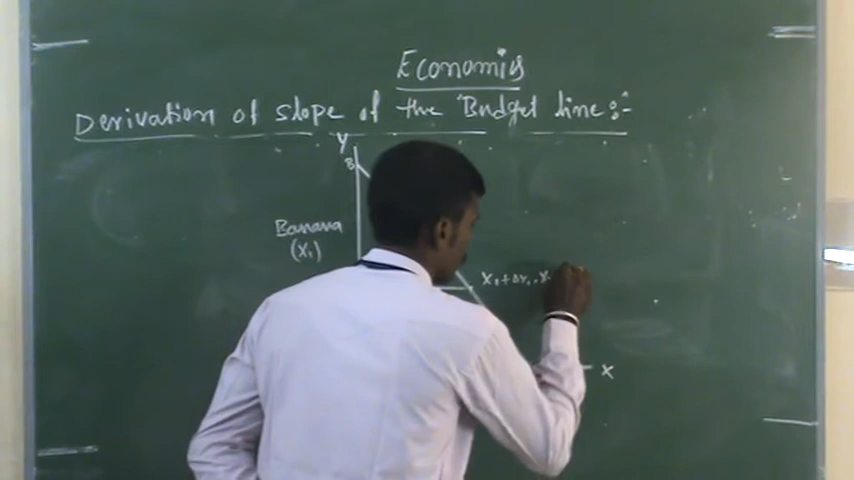 Economics
Derivation of slope of the Budget line :-
Y
B
Banana
(X₁)
X